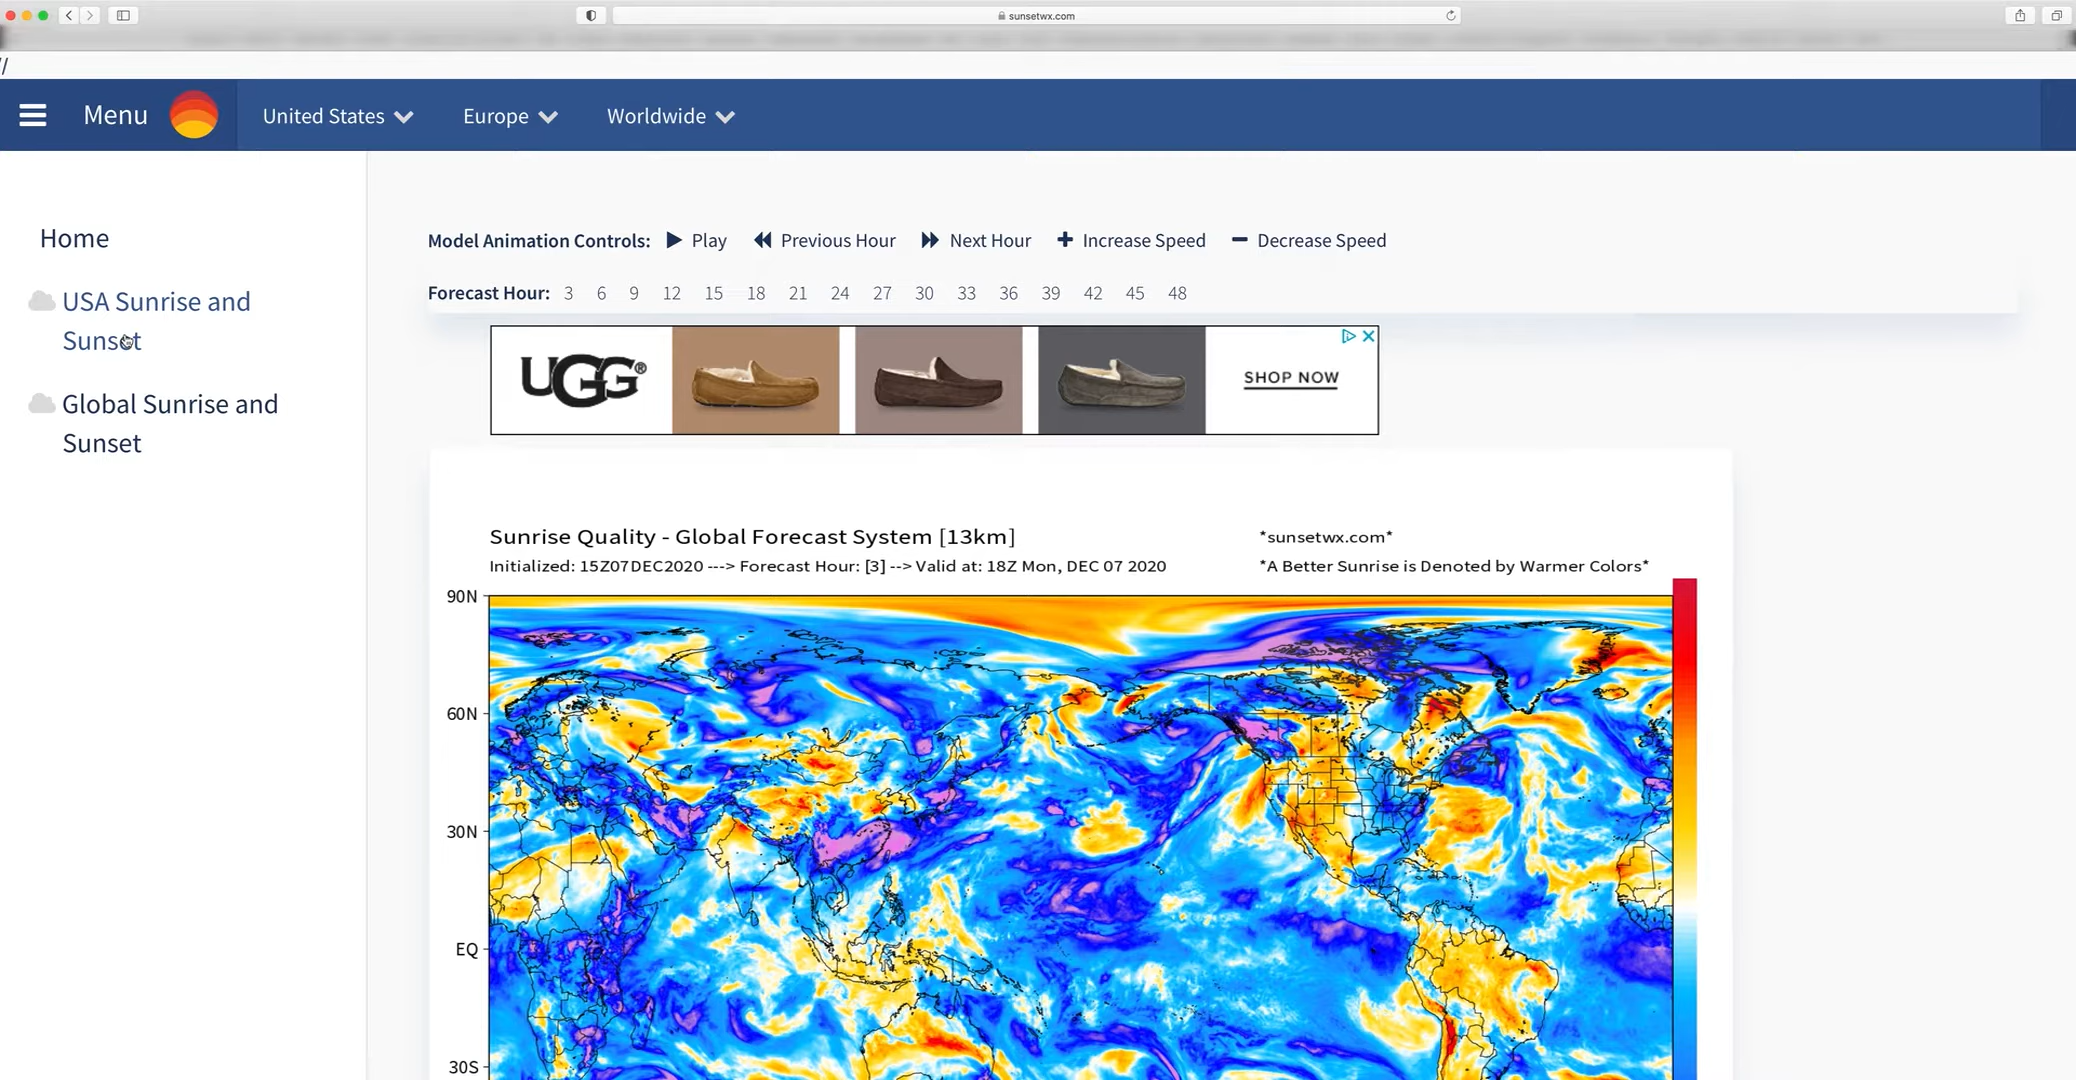 sunsetwx.com
//
Menu
United States
Europe
Worldwide
Home
USA Sunrise and
Sunset
Global Sunrise and
Sunset
Model Animation Controls: Play Previous Hour Next Hour Increase Speed Decrease Speed
Forecast Hour: 3 6 9 12 15 18 21 24 27 30 33 36 39 42 45 48
UGG®
SHOP NOW
Sunrise Quality - Global Forecast System [13km]
*sunsetwx.com*
Initialized: 15Z07DEC2020 ---> Forecast Hour: [3] --> Valid at: 18Z Mon, DEC 07 2020
*A Better Sunrise is Denoted by Warmer Colors*
90N
60N
30N
EQ
30S